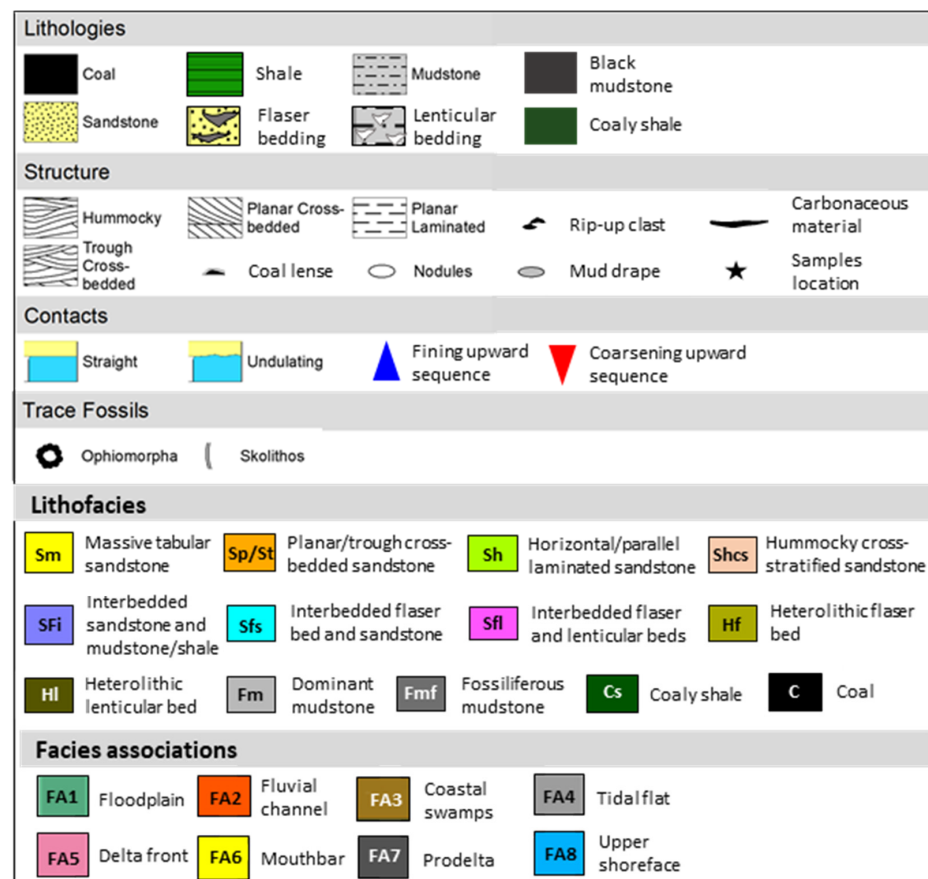 Lithologies
Coal
Shale
Mudstone
Black
mudstone
Sandstone
Flaser
bedding
Lenticular
bedding
Coaly shale
Structure
Hummocky
Planar Cross-
bedded
Planar
Laminated
Rip-up clast
Carbonaceous
material
Trough
Cross-
bedded
Coal lense
Nodules
Mud drape
Samples
location
Contacts
Straight
Undulating
Fining upward
sequence
Coarsening upward
sequence
Trace Fossils
Ophiomorpha
Skolithos
Lithofacies
Sm
Massive tabular
sandstone
Sp/St
Planar/trough cross-
bedded sandstone
Sh
Horizontal/parallel
laminated sandstone
Shcs
Hummocky cross-
stratified sandstone
SFi
Interbedded
sandstone and
mudstone/shale
Sfs
Interbedded flaser
bed and sandstone
Sfl
Interbedded flaser
and lenticular beds
Hf
Heterolithic flaser
bed
Hl
Heterolithic
lenticular bed
Fm
Dominant
mudstone
Fmf
Fossiliferous
mudstone
Cs
Coaly shale
C
Coal
Facies associations
FA1
Floodplain
FA2
Fluvial
channel
FA3
Coastal
swamps
FA4
Tidal flat
FA5
Delta front
FA6
Mouthbar
FA7
Prodelta
FA8
Upper
shoreface